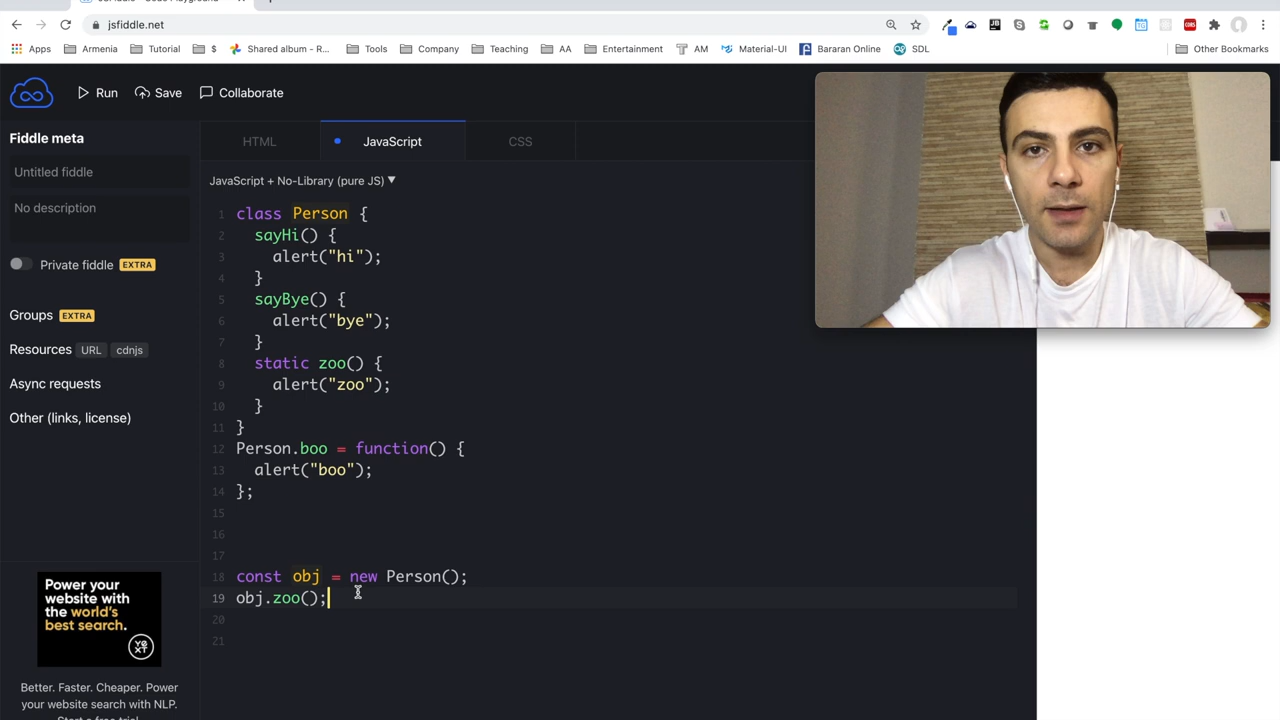 jsfiddle.net
Apps Armenia Tutorial $ Shared album - R... Tools Company Teaching AA Entertainment AM Material-UI Bararan Online SDL Other Bookmarks
Run Save Collaborate
Fiddle meta
Untitled fiddle
No description
Private fiddle EXTRA
Groups EXTRA
Resources URL cdnjs
Async requests
Other (links, license)
Power your
website with
the world's
best search.
yext
Better. Faster. Cheaper. Power
your website search with NLP.
Start a free trial
HTML JavaScript CSS
JavaScript + No-Library (pure JS) ▼
1 class Person {
2 sayHi() {
3 alert("hi");
4 }
5 sayBye() {
6 alert("bye");
7 }
8 static zoo() {
9 alert("zoo");
10 }
11 }
12 Person.boo = function() {
13 alert("boo");
14 };
15
16
17
18 const obj = new Person();
19 obj.zoo();
20
21